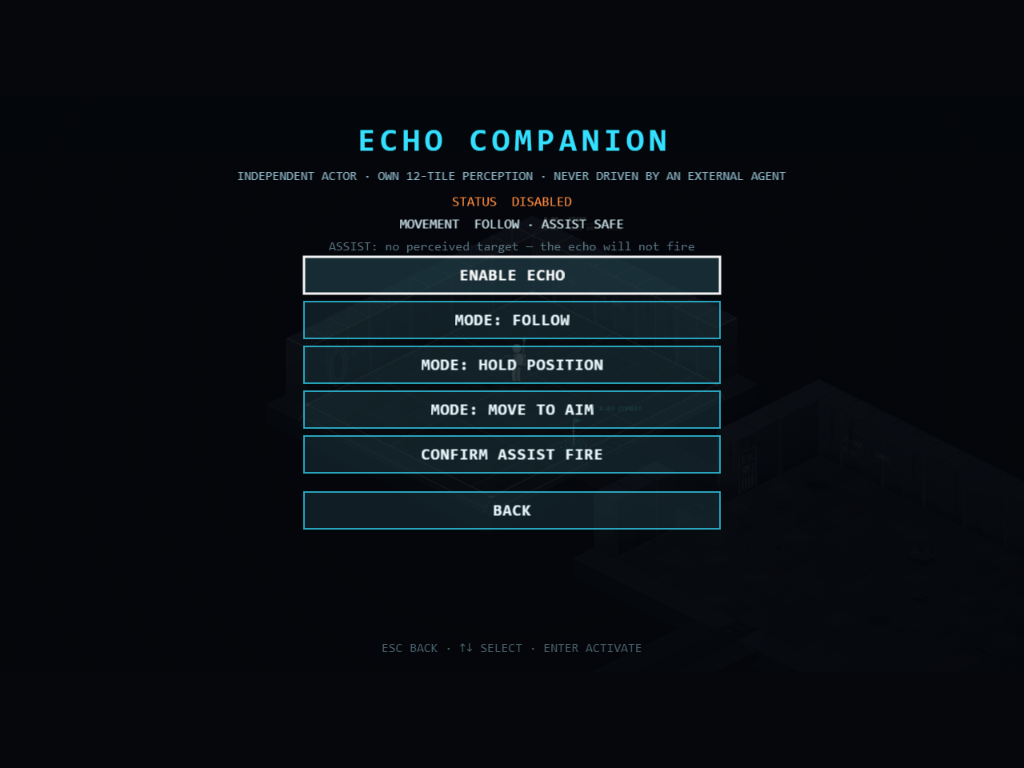 ECHO COMPANION
INDEPENDENT ACTOR · OWN 12-TILE PERCEPTION · NEVER DRIVEN BY AN EXTERNAL AGENT
STATUS  DISABLED
MOVEMENT  FOLLOW · ASSIST SAFE
ASSIST: no perceived target — the echo will not fire
ENABLE ECHO
MODE: FOLLOW
MODE: HOLD POSITION
MODE: MOVE TO AIM
CONFIRM ASSIST FIRE
BACK
ESC BACK · ↑↓ SELECT · ENTER ACTIVATE